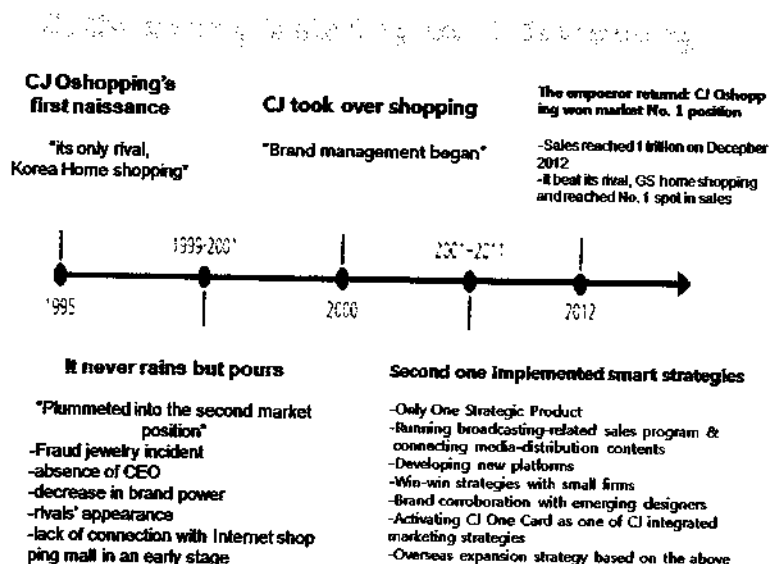 CJ Oshopping's
first naissance
"its only rival,
Korea Home shopping"
CJ took over shopping
"Brand management began"
The empoeror returned: CJ Oshopp
ing won market No. 1 position
-Sales reached 1 trillion on Decepber
2012
-it beat its rival, GS home shopping
and reached No. 1 spot in sales
1999-2001
2001-2011
1995
2000
2012
It never rains but pours
"Plummeted into the second market
position"
-Fraud jewelry incident
-absence of CEO
-decrease in brand power
-rivals' appearance
-lack of connection with Internet shop
ping mall in an early stage
Second one implemented smart strategies
-Only One Strategic Product
-Running broadcasting-related sales program &
connecting media-distribution contents
-Developing new platforms
-Win-win strategies with small firms
-Brand corroboration with emerging designers
-Activating CJ One Card as one of CJ integrated
marketing strategies
-Overseas expansion strategy based on the above